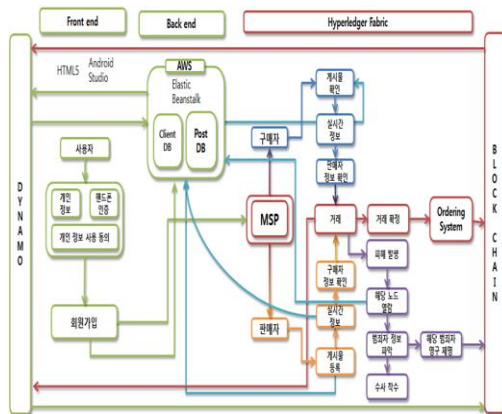 Front end
Back end
Hyperledger Fabric
HTML5
Android
Studio
AWS
Elastic
Beanstalk
Client
DB
Post
DB
사용자
개인
정보
핸드폰
인증
개인 정보 사용 동의
회원가입
DYNAMO
구매자
MSP
판매자
게시물
확인
실시간
정보
판매자
정보 확인
거래
거래 확정
Ordering
System
구매자
정보 확인
실시간
정보
게시물
등록
피해 발생
해당 노드
열람
범죄자 정보
파악
해당 범죄자
영구 제명
수사 착수
BLOCK CHAIN